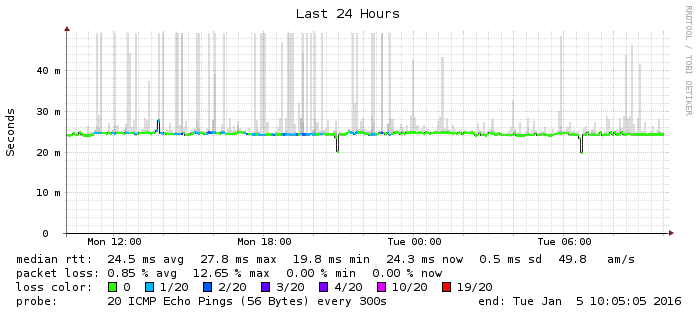 Last 24 Hours
RRDTOOL / TOBI OETIKER
Seconds
40 m
30 m
20 m
10 m
0
Mon 12:00 Mon 18:00 Tue 00:00 Tue 06:00
median rtt: 24.5 ms avg 27.8 ms max 19.8 ms min 24.3 ms now 0.5 ms sd 49.8 am/s
packet loss: 0.85 % avg 12.65 % max 0.00 % min 0.00 % now
loss color: 0 1/20 2/20 3/20 4/20 10/20 19/20
probe: 20 ICMP Echo Pings (56 Bytes) every 300s end: Tue Jan 5 10:05:05 2016